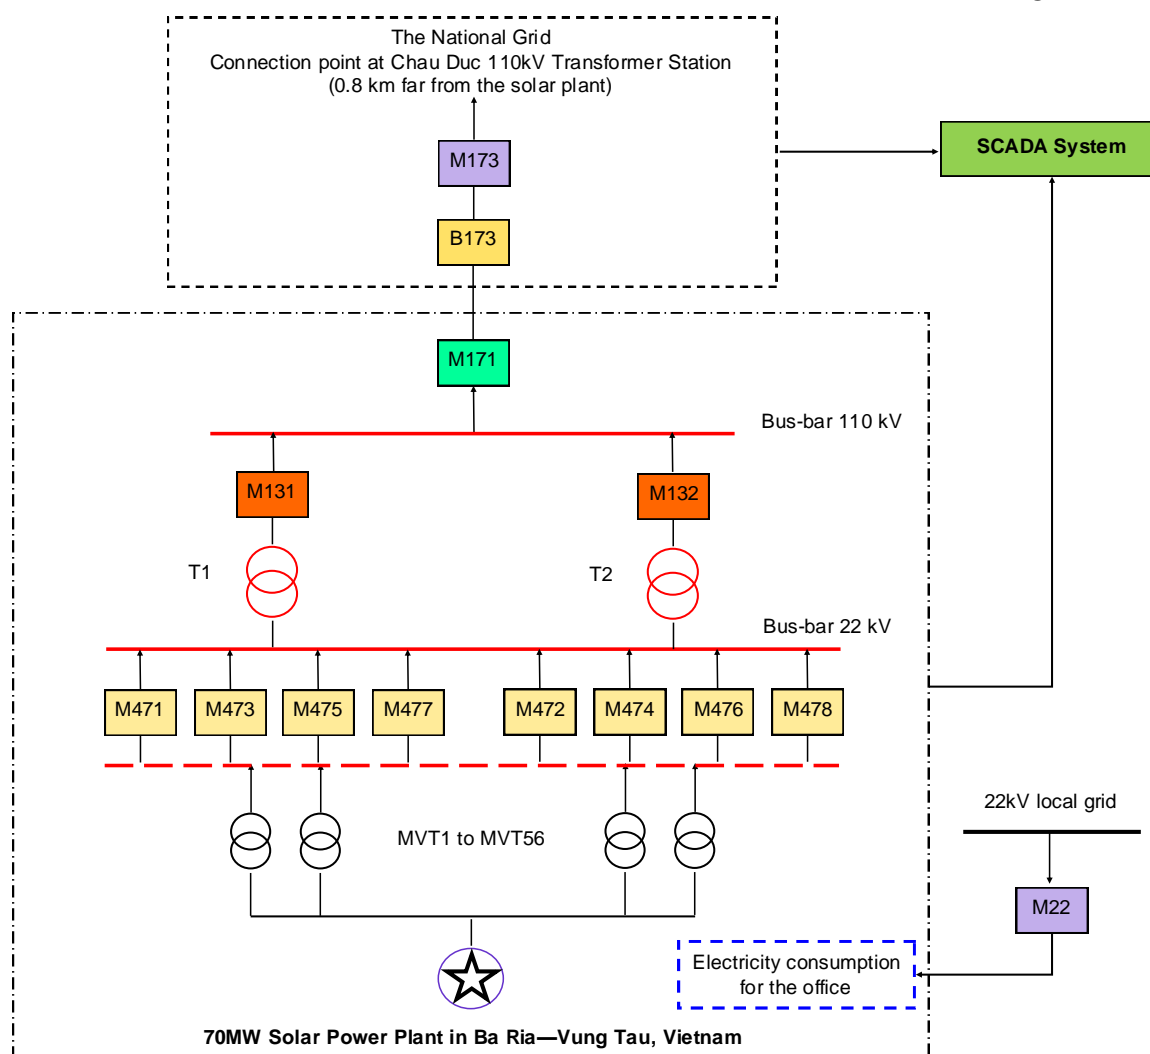 The National Grid
Connection point at Chau Duc 110kV Transformer Station
(0.8 km far from the solar plant)
SCADA System
M173
B173
M171
Bus-bar 110 kV
M131
M132
T1
T2
Bus-bar 22 kV
M471
M473
M475
M477
M472
M474
M476
M478
MVT1 to MVT56
22kV local grid
M22
Electricity consumption
for the office
70MW Solar Power Plant in Ba Ria—Vung Tau, Vietnam